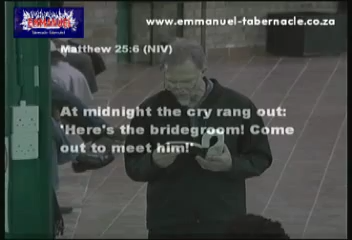 EMMANUEL
www.emmanuel-tabernacle.co.za
Matthew 25:6 (NIV)
At midnight the cry rang out:
'Here's the bridegroom! Come
out to meet him!'